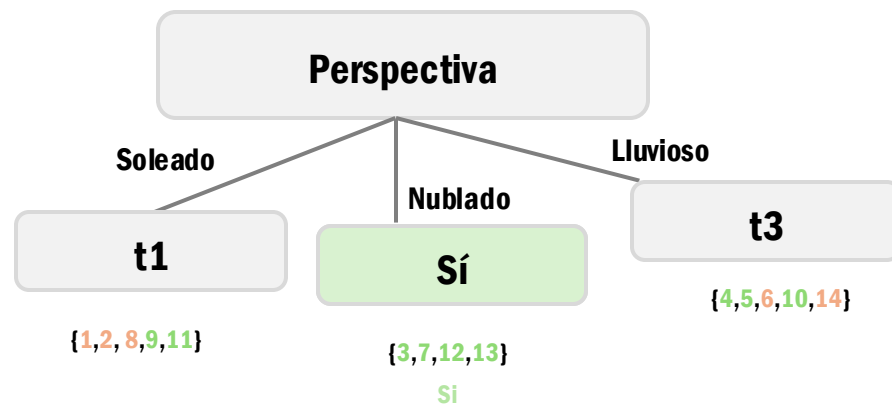 Perspectiva
Soleado
Nublado
Lluvioso
t1
Sí
t3
{1,2, 8,9,11}
{3,7,12,13}
Si
{4,5,6,10,14}